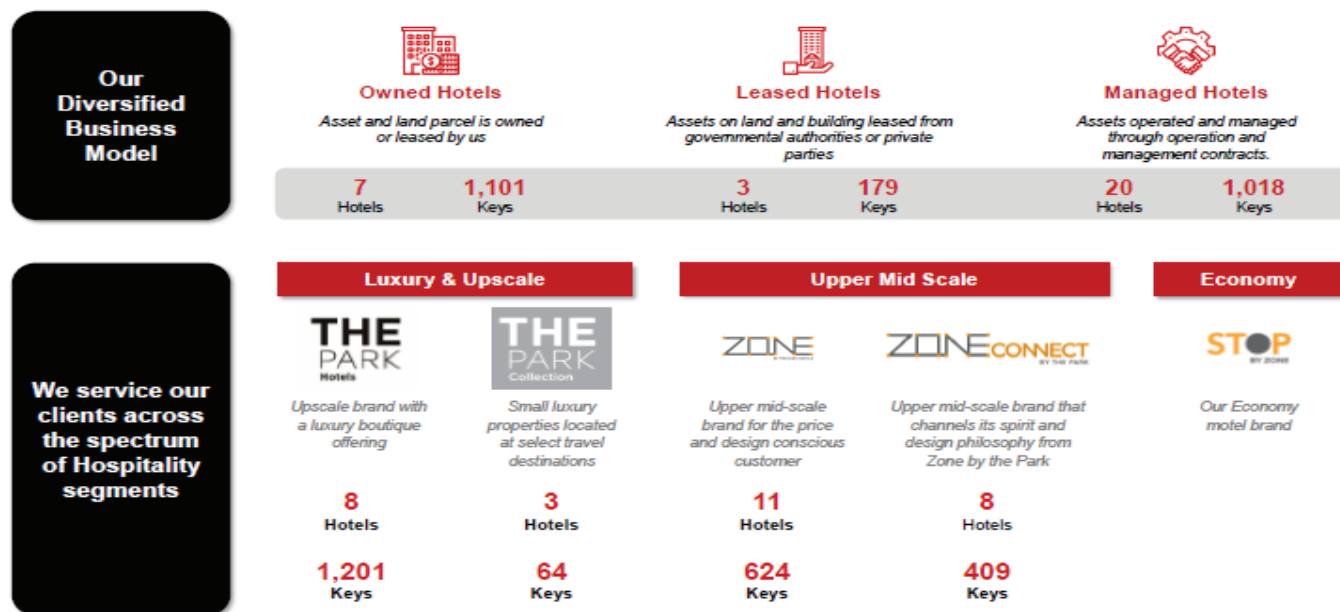 Our
Diversified
Business
Model
Owned Hotels
Asset and land parcel is owned
or leased by us
7
Hotels
1,101
Keys
Leased Hotels
Assets on land and building leased from
governmental authorities or private
parties
3
Hotels
179
Keys
Managed Hotels
Assets operated and managed
through operation and
management contracts.
20
Hotels
1,018
Keys
We service our
clients across
the spectrum
of Hospitality
segments
Luxury & Upscale
THE
PARK
Hotels
Upscale brand with
a luxury boutique
offering
8
Hotels
1,201
Keys
THE
PARK
Collection
Small luxury
properties located
at select travel
destinations
3
Hotels
64
Keys
Upper Mid Scale
ZONE
Upper mid-scale
brand for the price
and design conscious
customer
11
Hotels
624
Keys
ZONE CONNECT
BY THE PARK
Upper mid-scale brand that
channels its spirit and
design philosophy from
Zone by the Park
8
Hotels
409
Keys
Economy
STOP
BY ZONE
Our Economy
motel brand